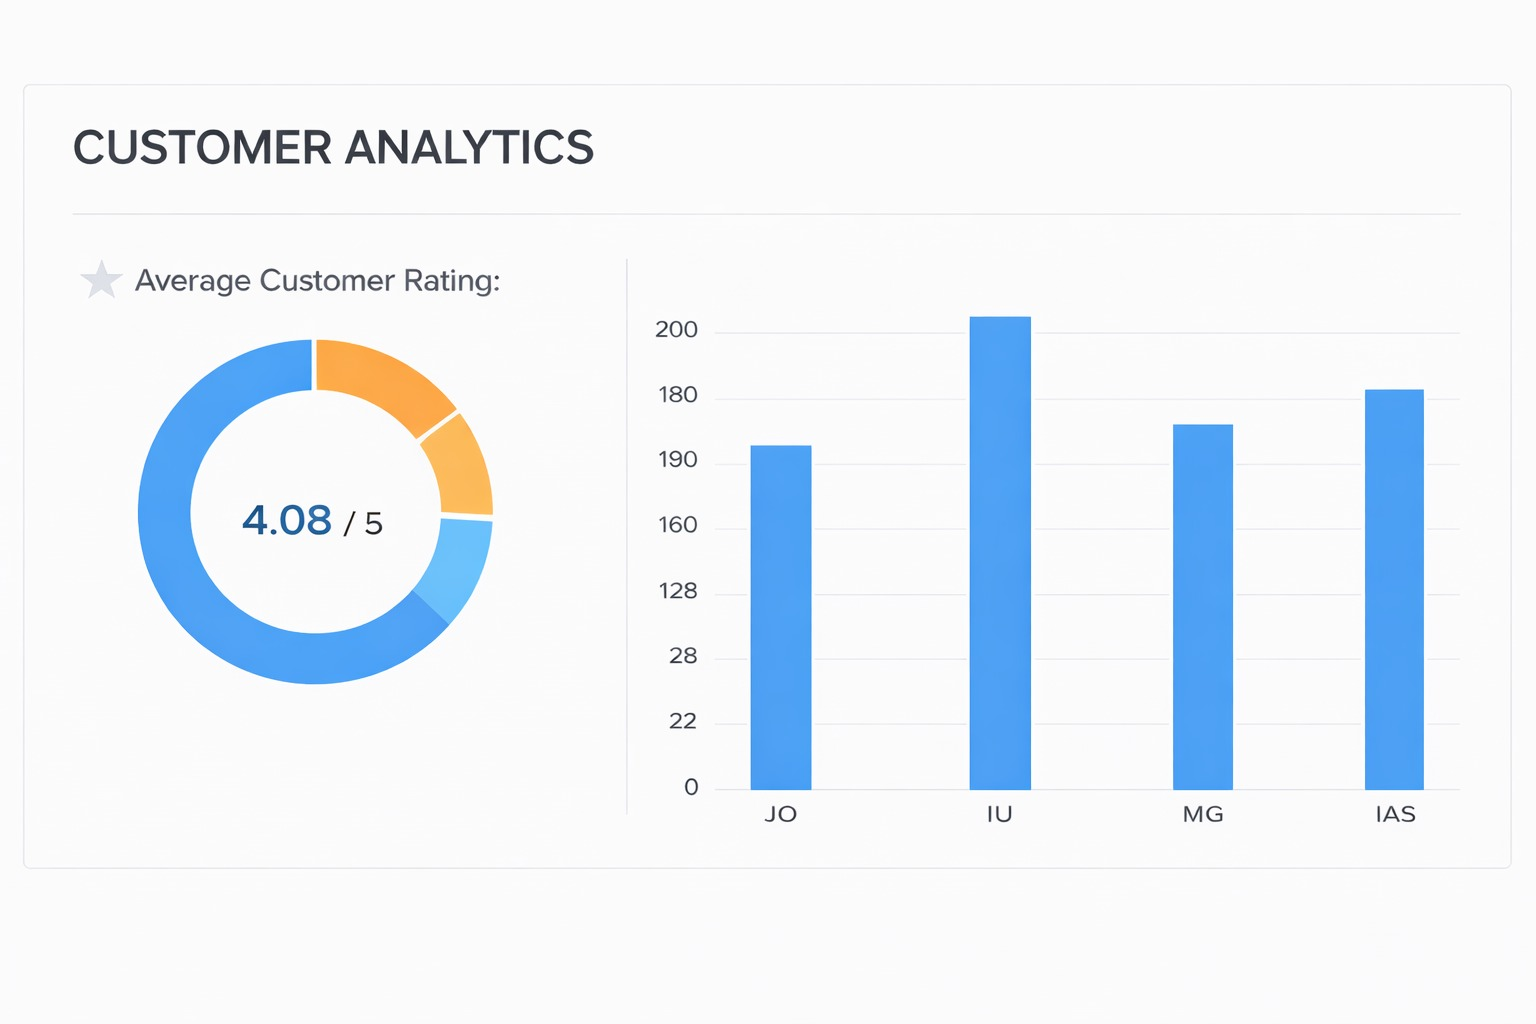 CUSTOMER ANALYTICS
Average Customer Rating:
4.08 / 5
200
180
190
160
128
28
22
0
JO IU MG IAS